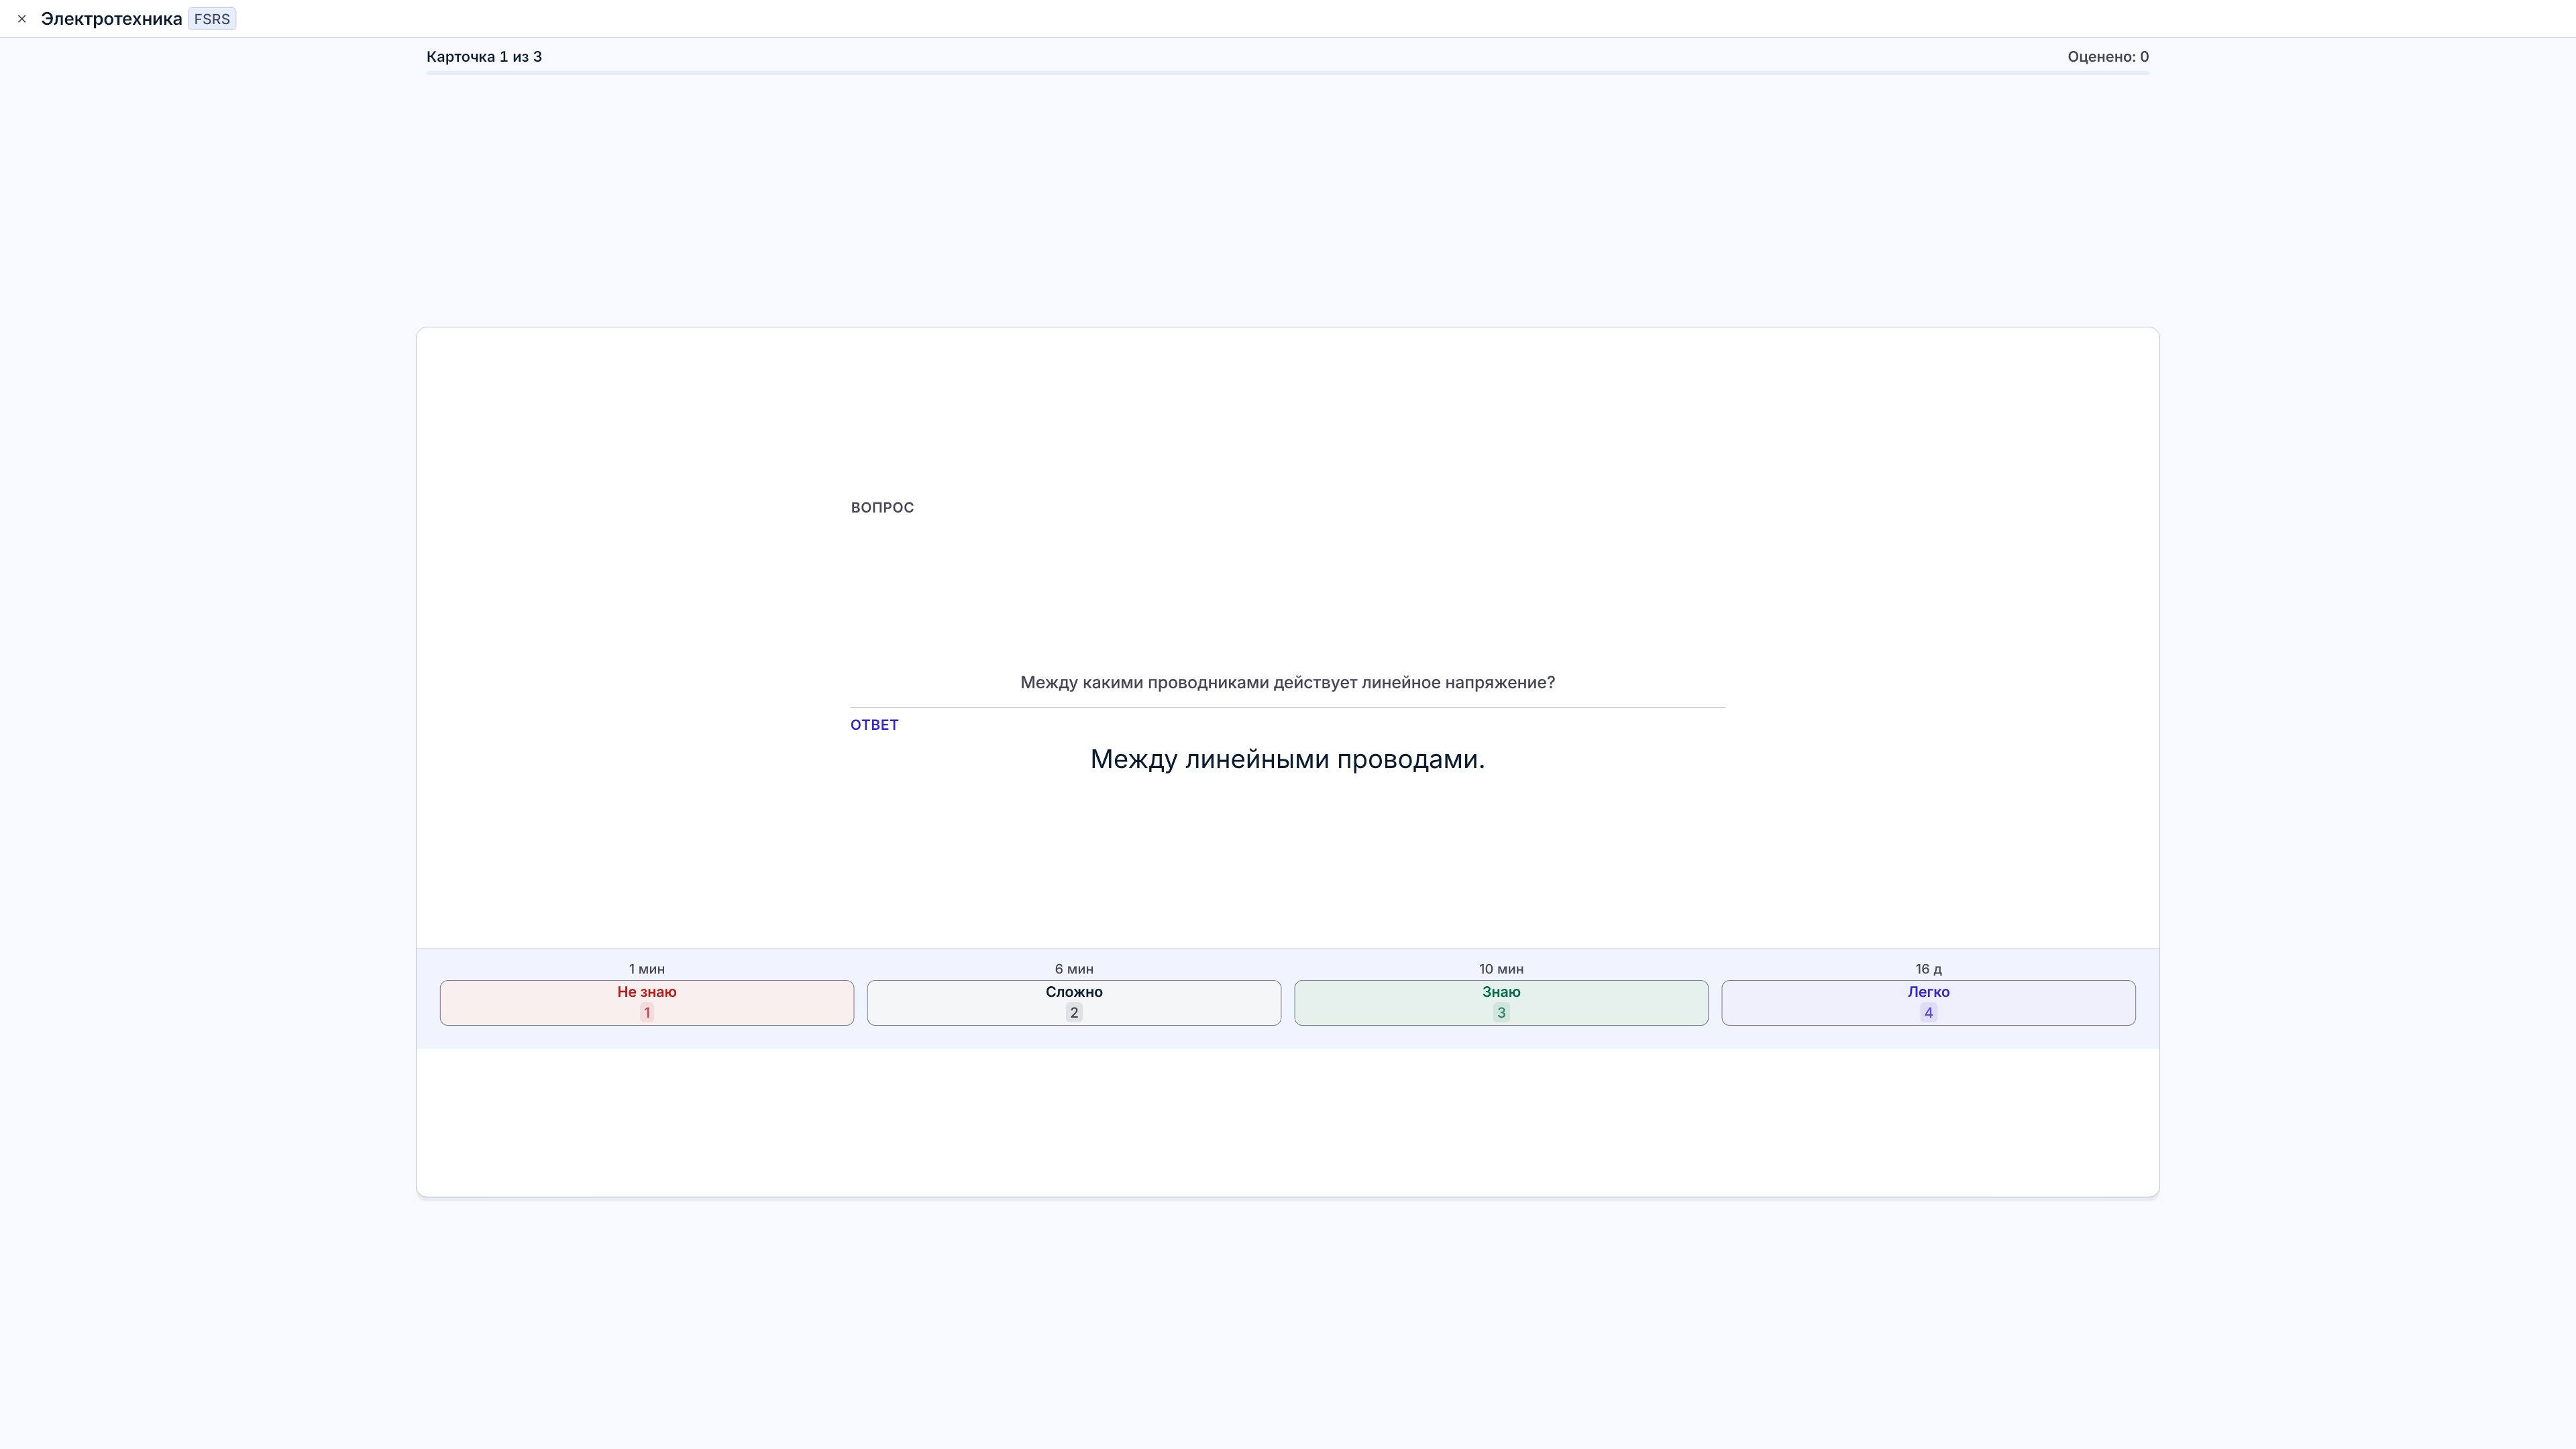 × Электротехника FSRS
Карточка 1 из 3
Оценено: 0
ВОПРОС
Между какими проводниками действует линейное напряжение?
ОТВЕТ
Между линейными проводами.
1 мин
6 мин
10 мин
16 д
Не знаю
1
Сложно
2
Знаю
3
Легко
4